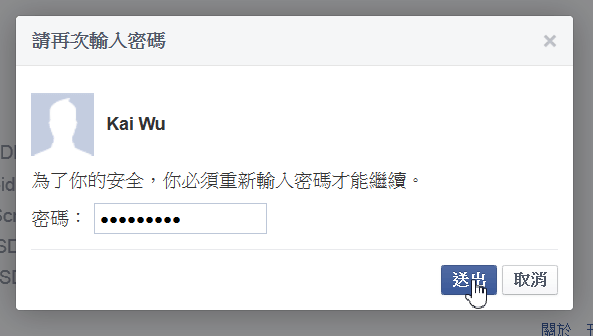 請再次輸入密碼
Kai Wu
為了你的安全，你必須重新輸入密碼才能繼續。
密碼：
送出 取消
關於